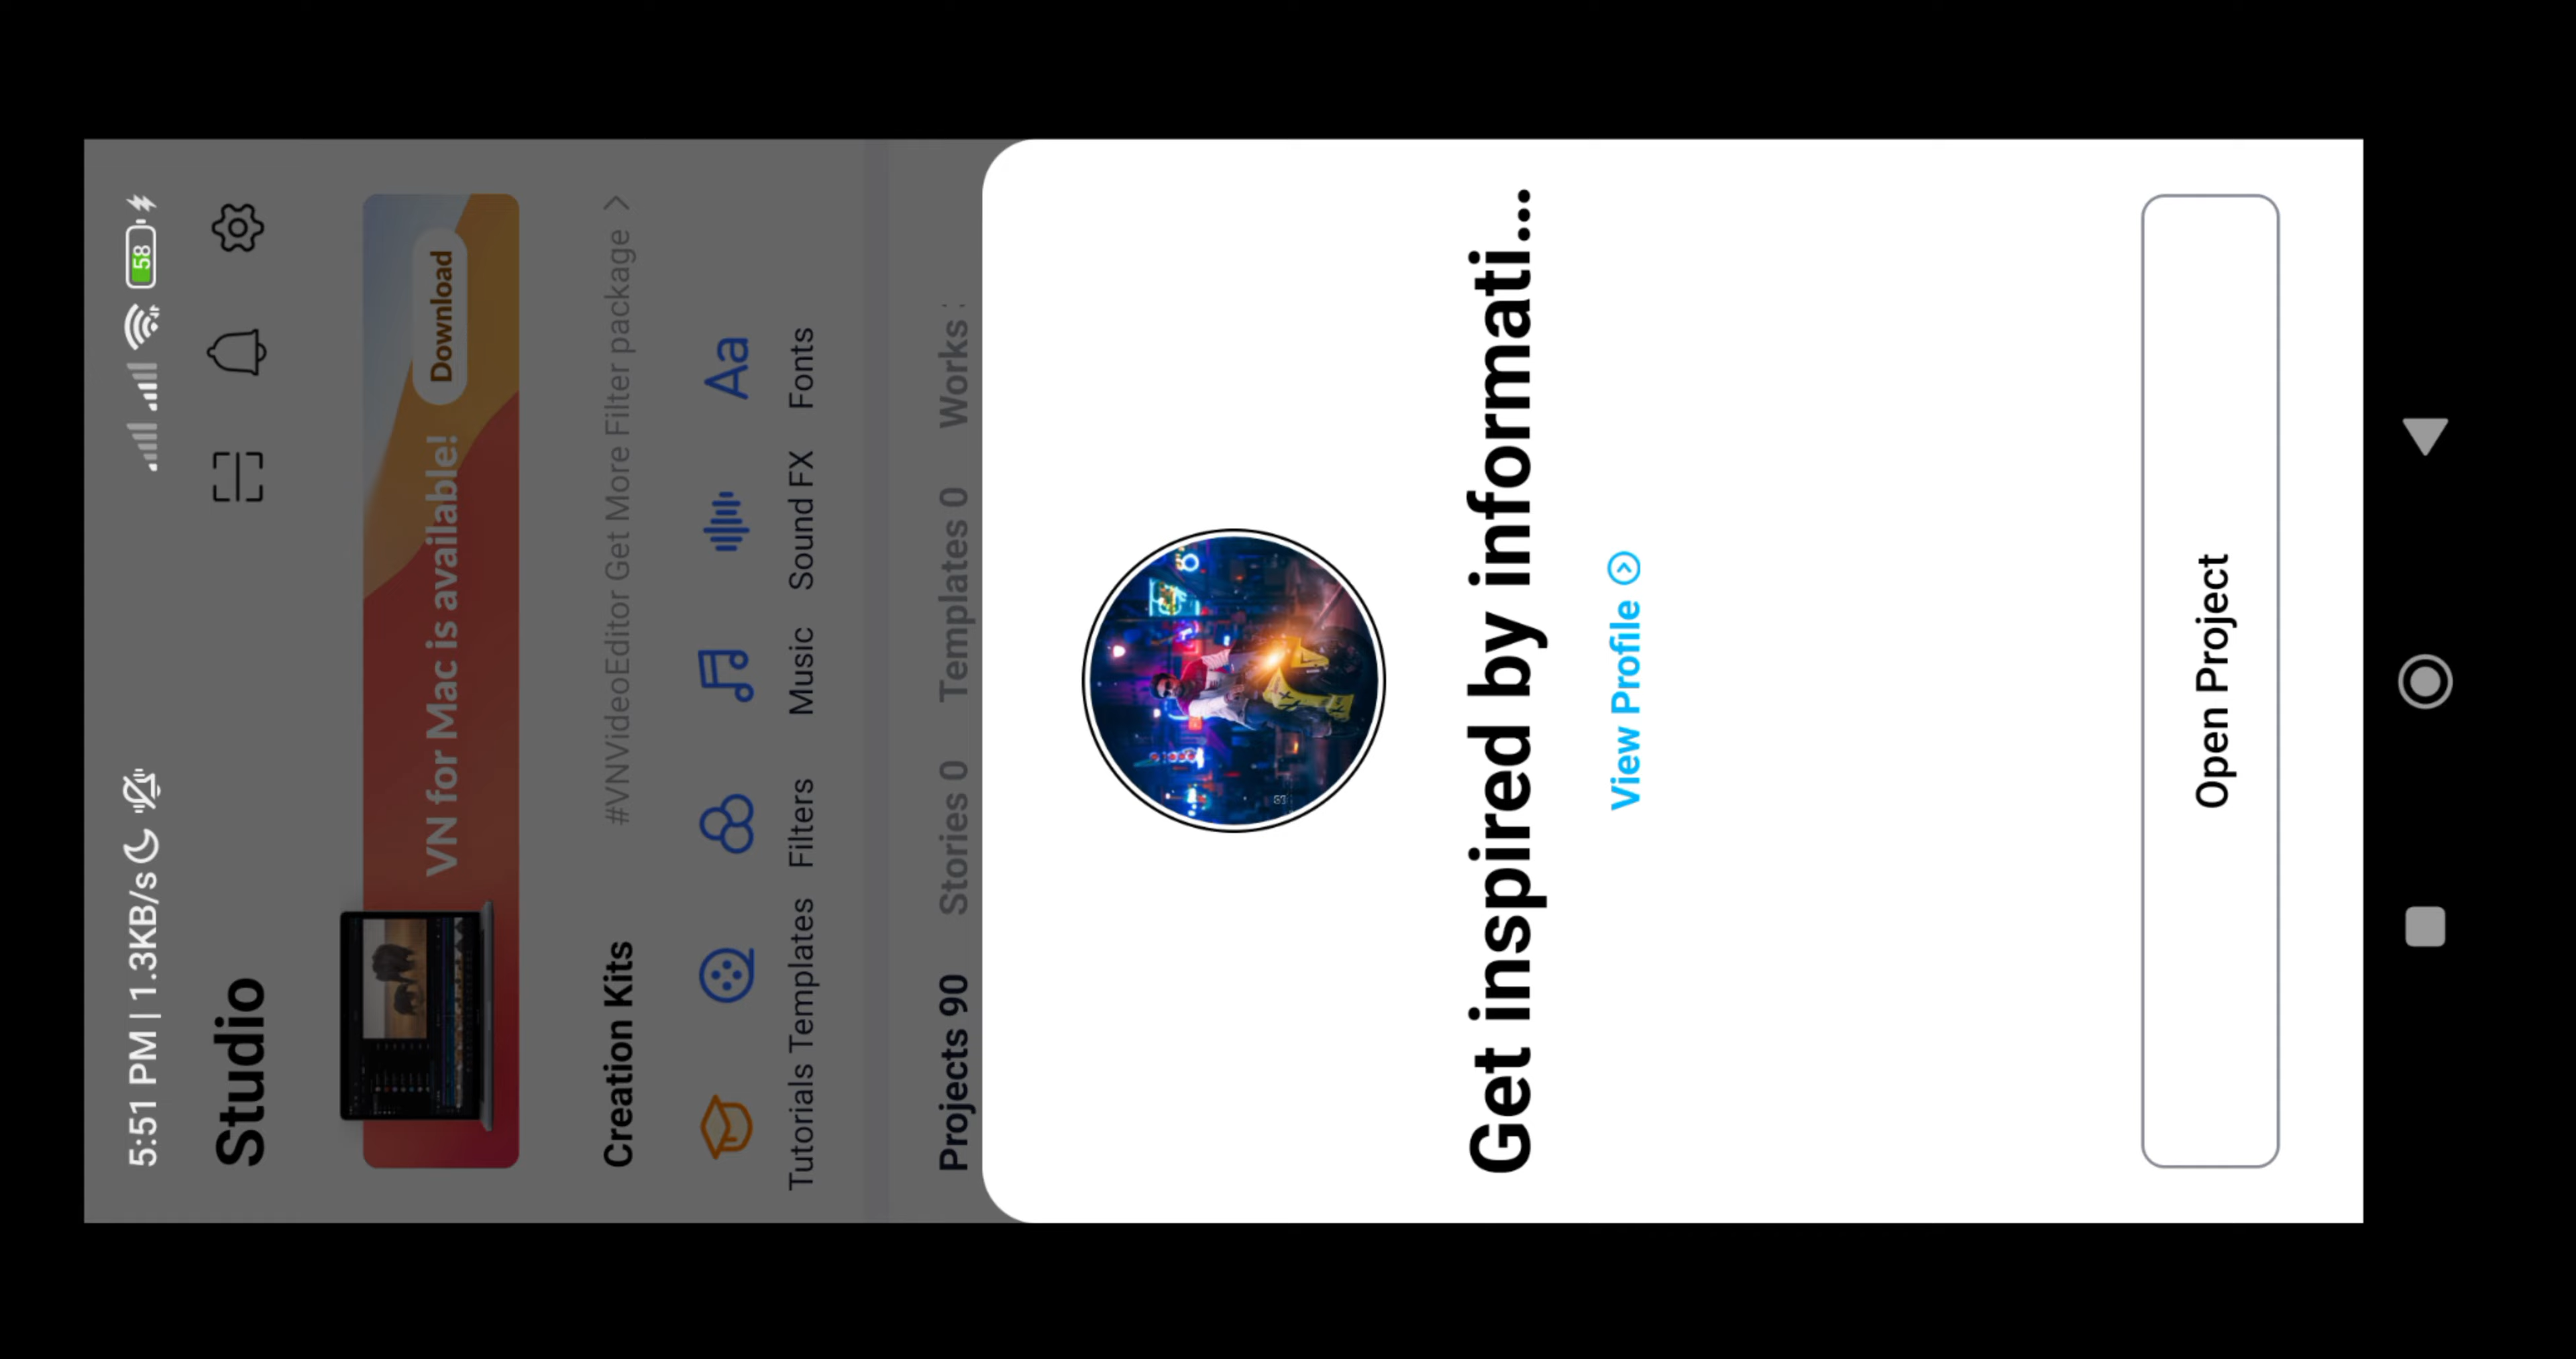 5:51 PM | 1.3KB/s
58
Studio
VN for Mac is available!
Download
Creation Kits
#VNVideoEditor Get More Filter package >
Aa
Tutorials Templates Filters Music Sound FX Fonts
Projects 90 Stories 0 Templates 0 Works
Get inspired by informati...
View Profile
Open Project